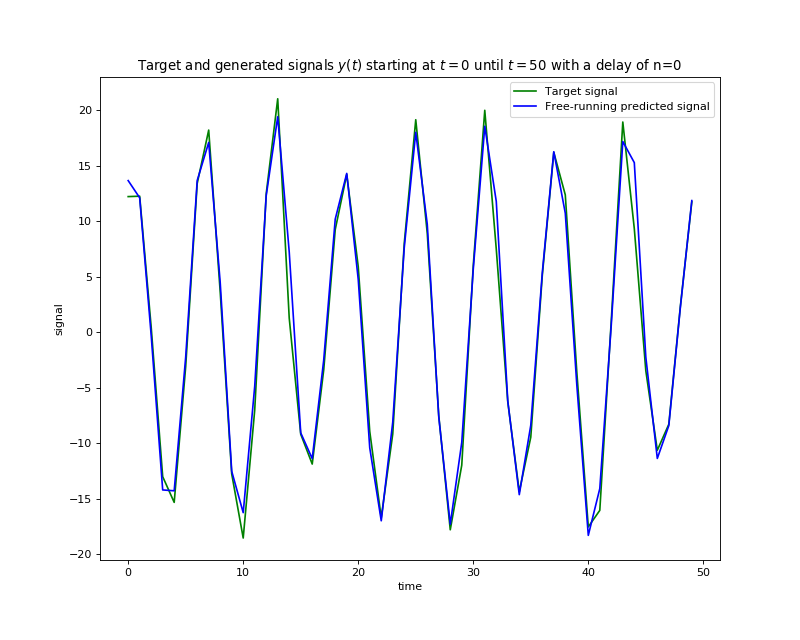 Target and generated signals y(t) starting at t = 0 until t = 50 with a delay of n=0
Target signal
Free-running predicted signal
20
15
10
5
0
−5
−10
−15
−20
signal
0 10 20 30 40 50
time